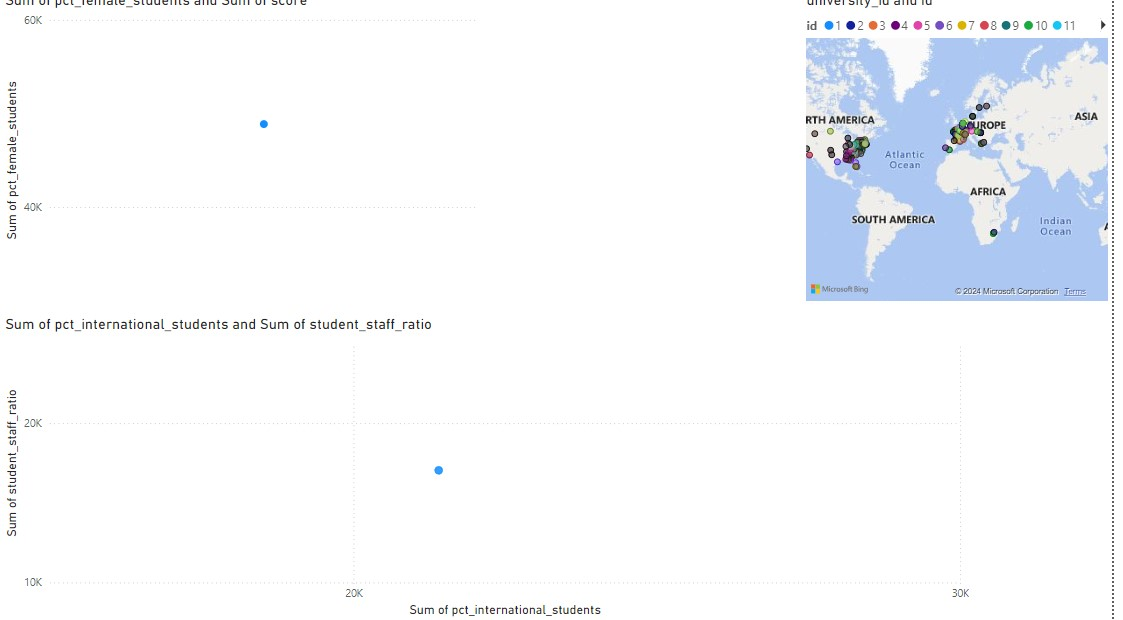 Sum of pct_female_students and Sum of score
60K
Sum of pct_female_students
40K
university_id and id
id 1 2 3 4 5 6 7 8 9 10 11
RTH AMERICA
EUROPE
ASIA
Atlantic
Ocean
AFRICA
SOUTH AMERICA
Indian
Ocean
A
Microsoft Bing
© 2024 Microsoft Corporation Terms
Sum of pct_international_students and Sum of student_staff_ratio
Sum of student_staff_ratio
20K
10K
20K
30K
Sum of pct_international_students